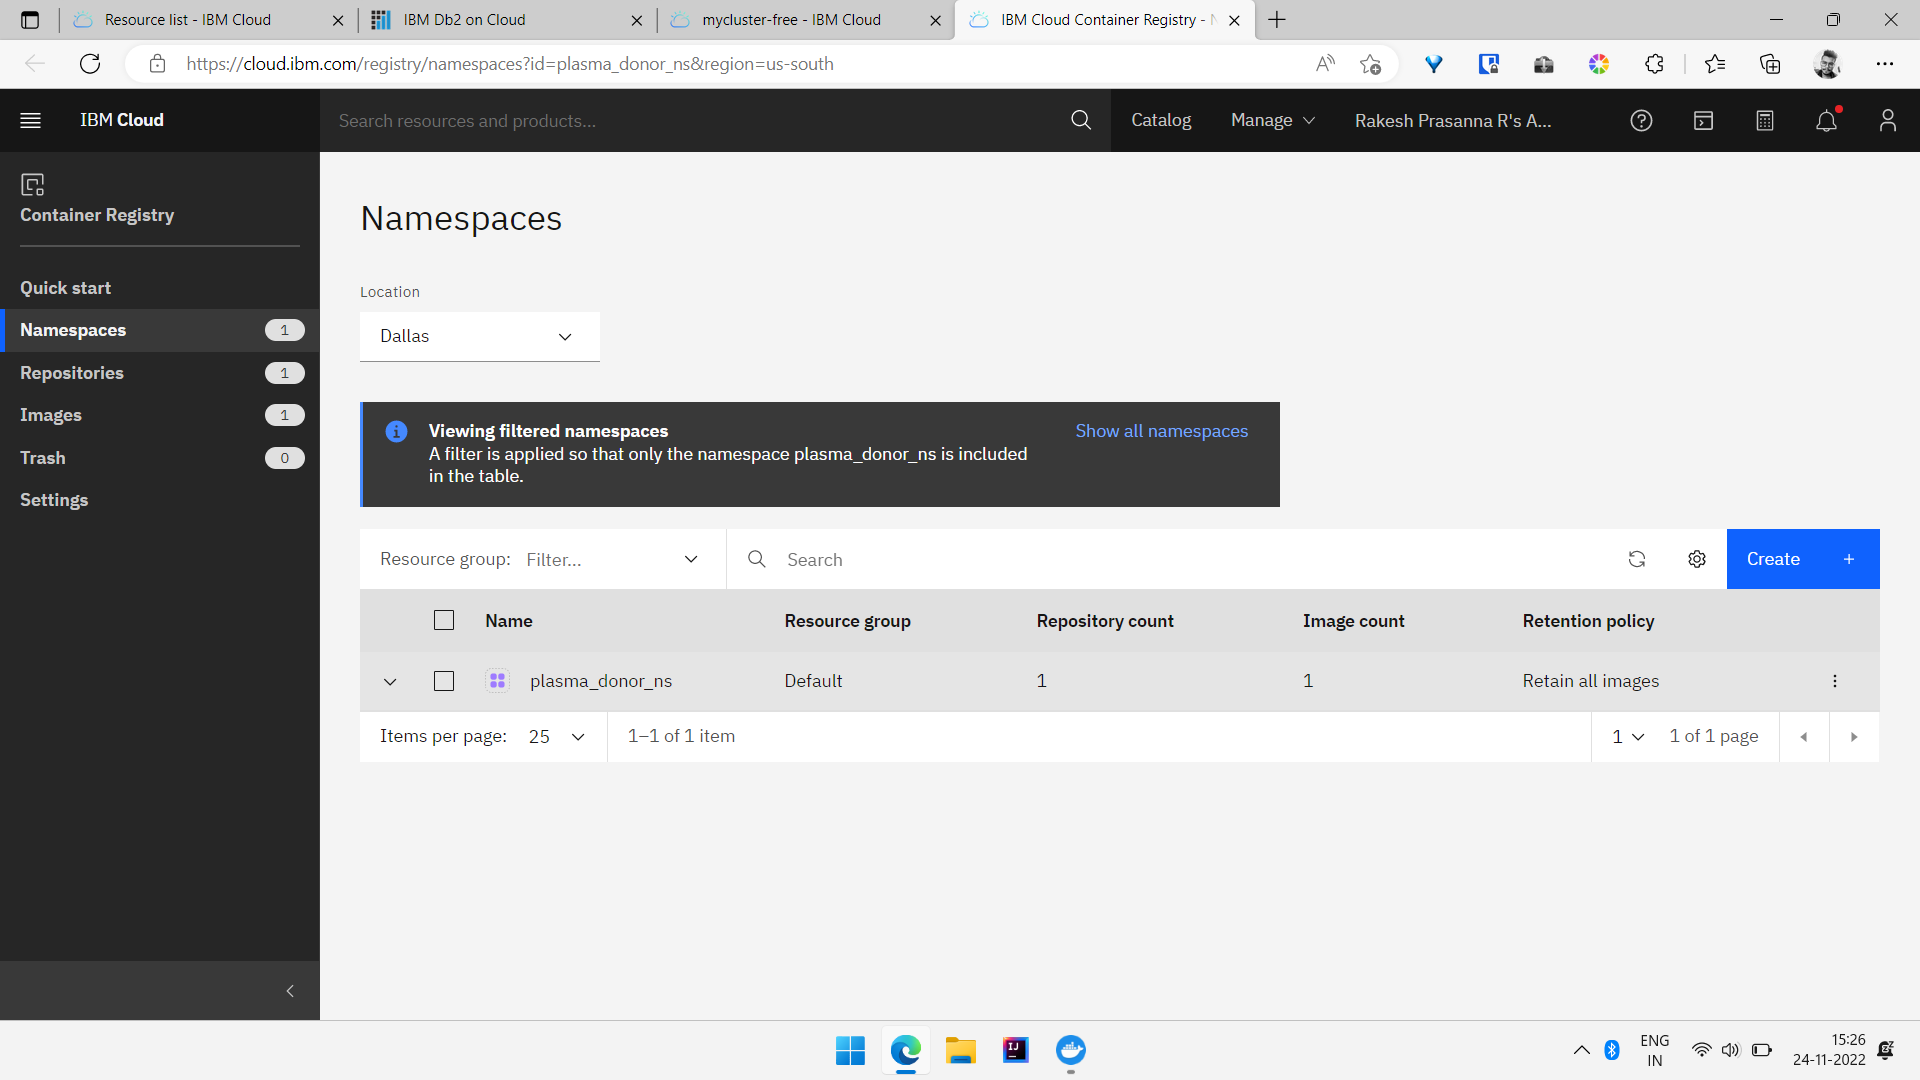 Resource list - IBM Cloud
IBM Db2 on Cloud
mycluster-free - IBM Cloud
IBM Cloud Container Registry -
https://cloud.ibm.com/registry/namespaces?id=plasma_donor_ns&region=us-south
IBM Cloud
Search resources and products...
Catalog
Manage
Rakesh Prasanna R's A...
Container Registry
Quick start
Namespaces 1
Repositories 1
Images 1
Trash 0
Settings
Namespaces
Location
Dallas
Viewing filtered namespaces
A filter is applied so that only the namespace plasma_donor_ns is included
in the table.
Show all namespaces
Resource group: Filter...
Search
Create +
Name Resource group Repository count Image count Retention policy
plasma_donor_ns Default 1 1 Retain all images
Items per page: 25
1–1 of 1 item
1
1 of 1 page
ENG
IN
15:26
24-11-2022